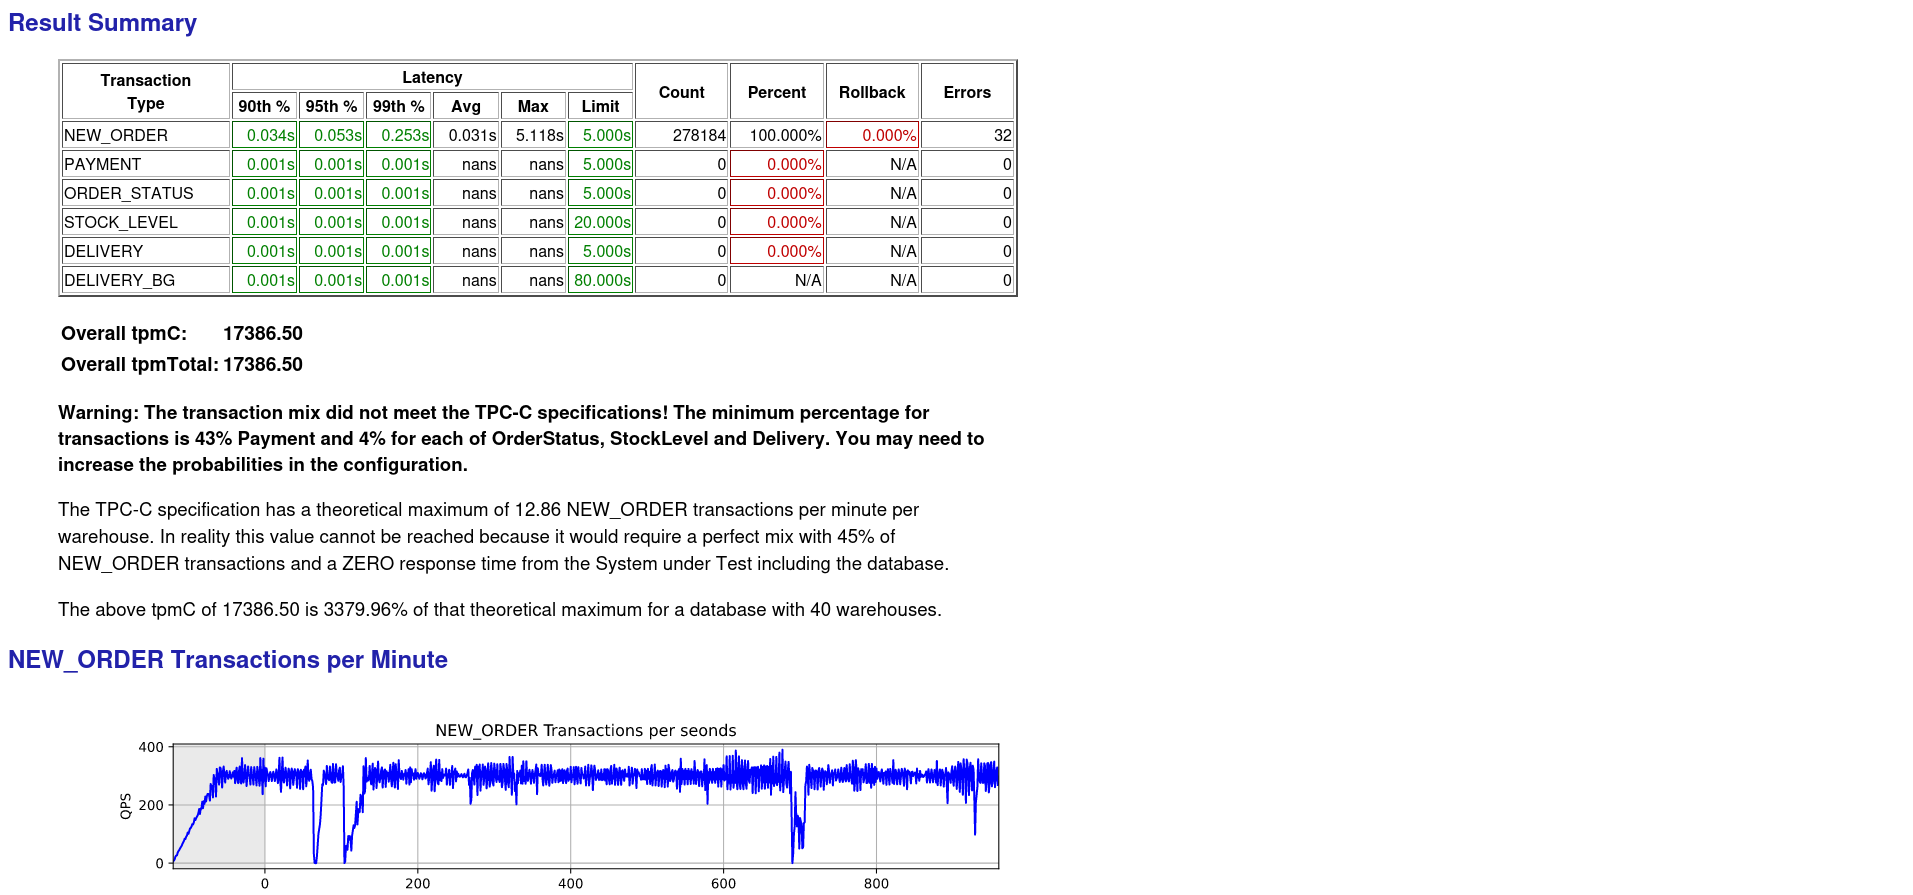 Result Summary
Transaction Type Latency Count Percent Rollback Errors
90th % 95th % 99th % Avg Max Limit
NEW_ORDER 0.034s 0.053s 0.253s 0.031s 5.118s 5.000s 278184 100.000% 0.000% 32
PAYMENT 0.001s 0.001s 0.001s nans nans 5.000s 0 0.000% N/A 0
ORDER_STATUS 0.001s 0.001s 0.001s nans nans 5.000s 0 0.000% N/A 0
STOCK_LEVEL 0.001s 0.001s 0.001s nans nans 20.000s 0 0.000% N/A 0
DELIVERY 0.001s 0.001s 0.001s nans nans 5.000s 0 0.000% N/A 0
DELIVERY_BG 0.001s 0.001s 0.001s nans nans 80.000s 0 N/A N/A 0
Overall tpmC: 17386.50
Overall tpmTotal: 17386.50
Warning: The transaction mix did not meet the TPC-C specifications! The minimum percentage for
transactions is 43% Payment and 4% for each of OrderStatus, StockLevel and Delivery. You may need to
increase the probabilities in the configuration.
The TPC-C specification has a theoretical maximum of 12.86 NEW_ORDER transactions per minute per
warehouse. In reality this value cannot be reached because it would require a perfect mix with 45% of
NEW_ORDER transactions and a ZERO response time from the System under Test including the database.
The above tpmC of 17386.50 is 3379.96% of that theoretical maximum for a database with 40 warehouses.
NEW_ORDER Transactions per Minute
NEW_ORDER Transactions per seonds
400
200
0
QPS
0 200 400 600 800